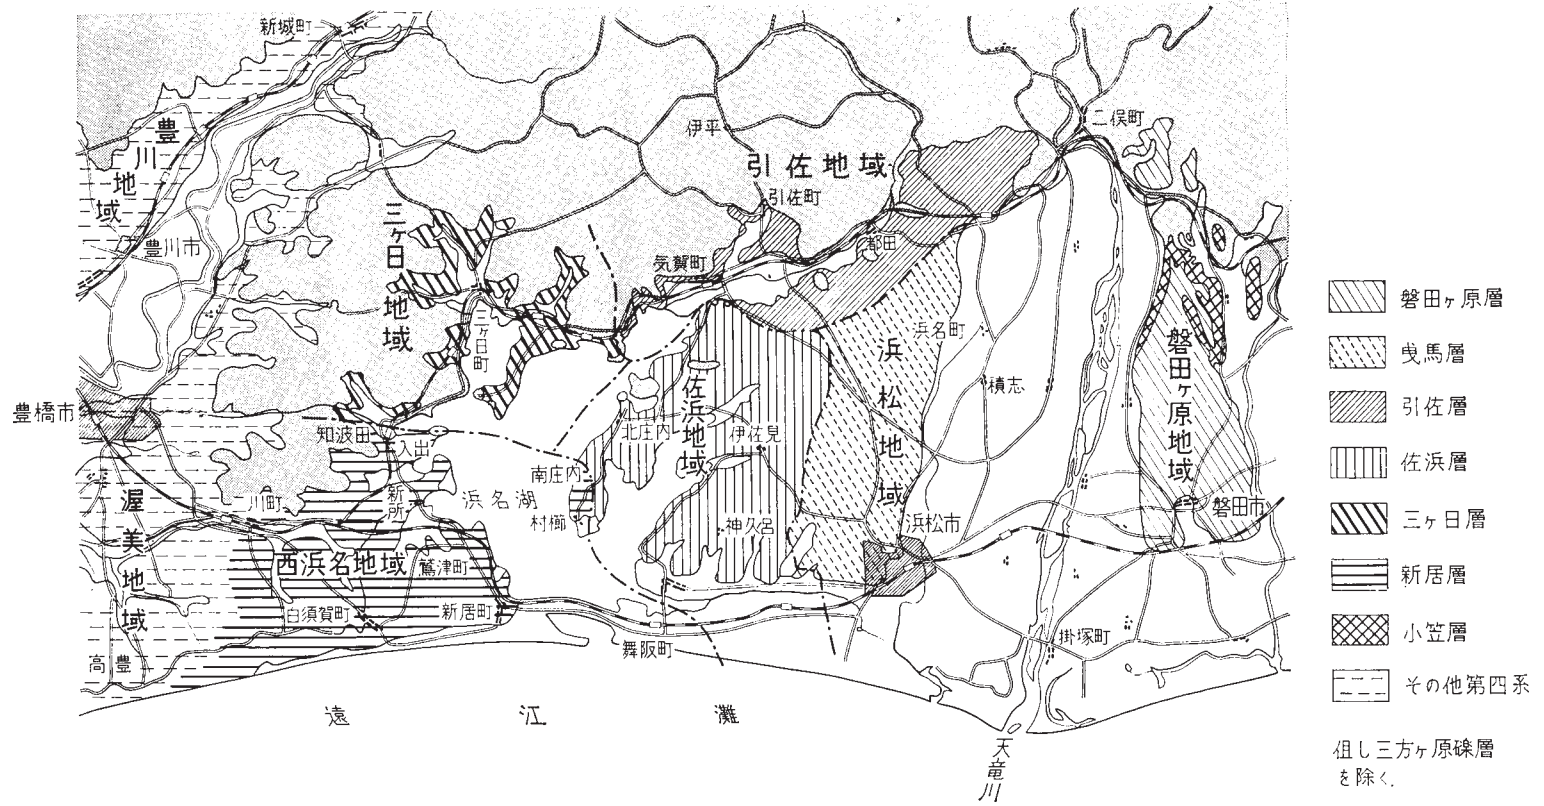 新城町
豊川地域
豊川市
伊平
引佐地域
引佐町
二俣町
三ヶ日地域
三ヶ日町
気賀町
都田
浜名町
浜松地域
積志
磐田ヶ原地域
磐田市
豊橋市
知波田
入出
北庄内
佐浜地域
伊佐見
南庄内
村櫛
浜名湖
新所
二川町
渥美地域
神久呂
浜松市
西浜名地域
鷲津町
白須賀町
新居町
高豊
舞阪町
掛塚町
遠江灘
天竜川
磐田ヶ原層
曳馬層
引佐層
佐浜層
三ヶ日層
新居層
小笠層
その他第四系
但し三方ヶ原礫層
を除く.